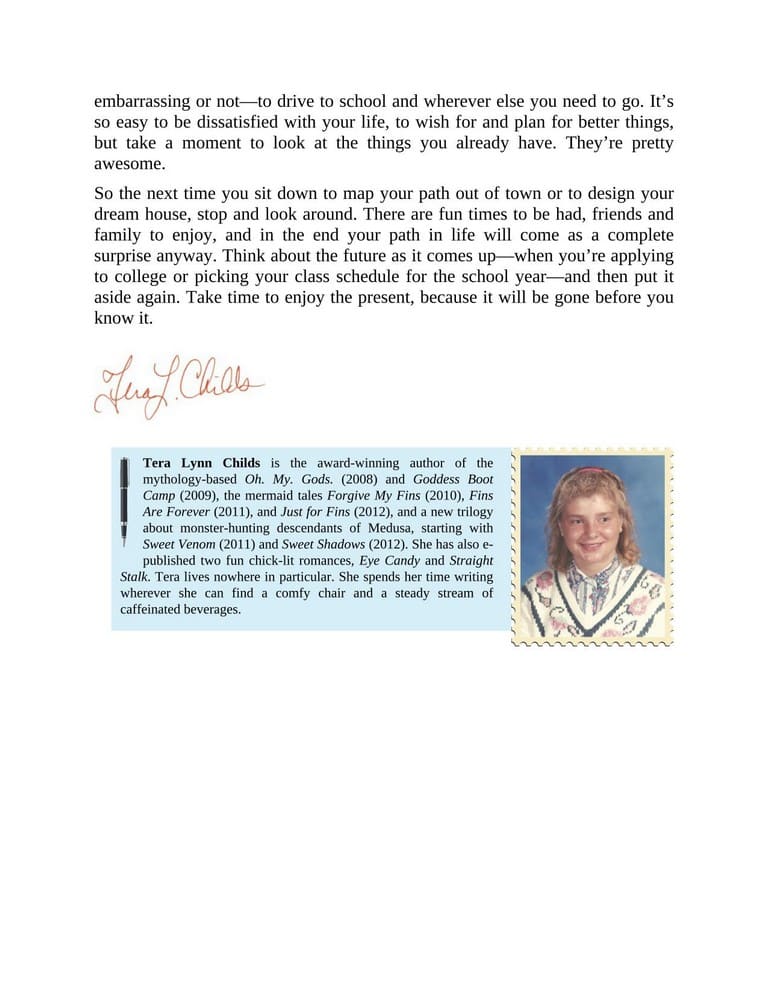 embarrassing or not—to drive to school and wherever else you need to go. It’s
so easy to be dissatisfied with your life, to wish for and plan for better things,
but take a moment to look at the things you already have. They’re pretty
awesome.
So the next time you sit down to map your path out of town or to design your
dream house, stop and look around. There are fun times to be had, friends and
family to enjoy, and in the end your path in life will come as a complete
surprise anyway. Think about the future as it comes up—when you’re applying
to college or picking your class schedule for the school year—and then put it
aside again. Take time to enjoy the present, because it will be gone before you
know it.
Tera L. Childs
Tera Lynn Childs is the award-winning author of the
mythology-based Oh. My. Gods. (2008) and Goddess Boot
Camp (2009), the mermaid tales Forgive My Fins (2010), Fins
Are Forever (2011), and Just for Fins (2012), and a new trilogy
about monster-hunting descendants of Medusa, starting with
Sweet Venom (2011) and Sweet Shadows (2012). She has also e-
published two fun chick-lit romances, Eye Candy and Straight
Stalk. Tera lives nowhere in particular. She spends her time writing
wherever she can find a comfy chair and a steady stream of
caffeinated beverages.